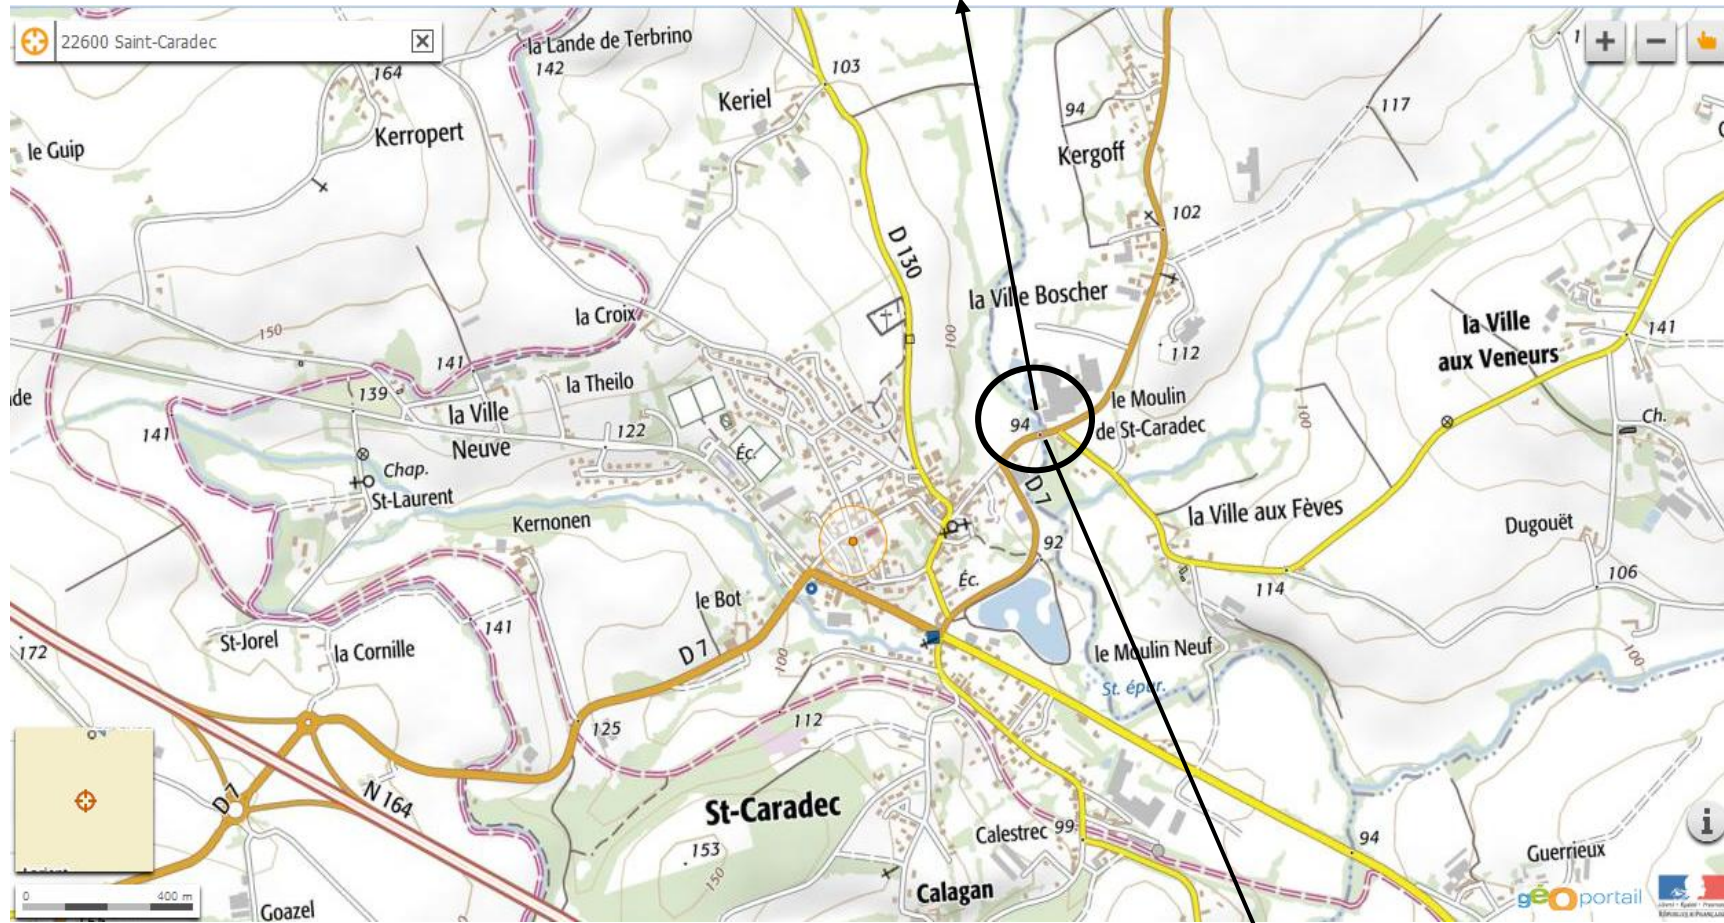 22600 Saint-Caradec
la Lande de Terbrino
142
164
103
Keriel
94
117
Kerropert
le Guip
Kergoff
102
D 130
la Ville Boscher
la Croix
150
100
la Ville
aux Veneurs
141
112
141
la Theilo
139
le Moulin
de St-Caradec
94
100
Ch.
la Ville
Neuve
122
141
Éc.
Chap.
St-Laurent
Kernonen
D 7
la Ville aux Fèves
Dugouët
92
Éc.
106
114
le Bot
141
St-Jorel
la Cornille
172
D 7
100
le Moulin Neuf
St. épur.
100
125
112
D 7
N 164
St-Caradec
Calestrec
99
94
153
150
Guerrieux
Calagan
Goazel
0
400 m
géoportail